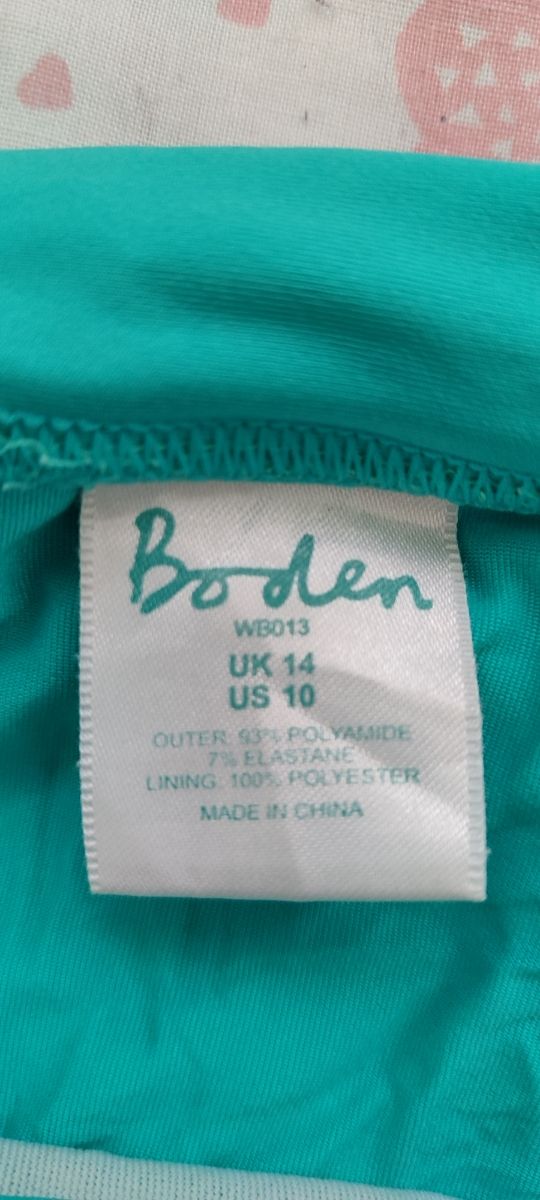 Boden
WB013
UK 14
US 10
OUTER: 93% POLYAMIDE
7% ELASTANE
LINING: 100% POLYESTER
MADE IN CHINA